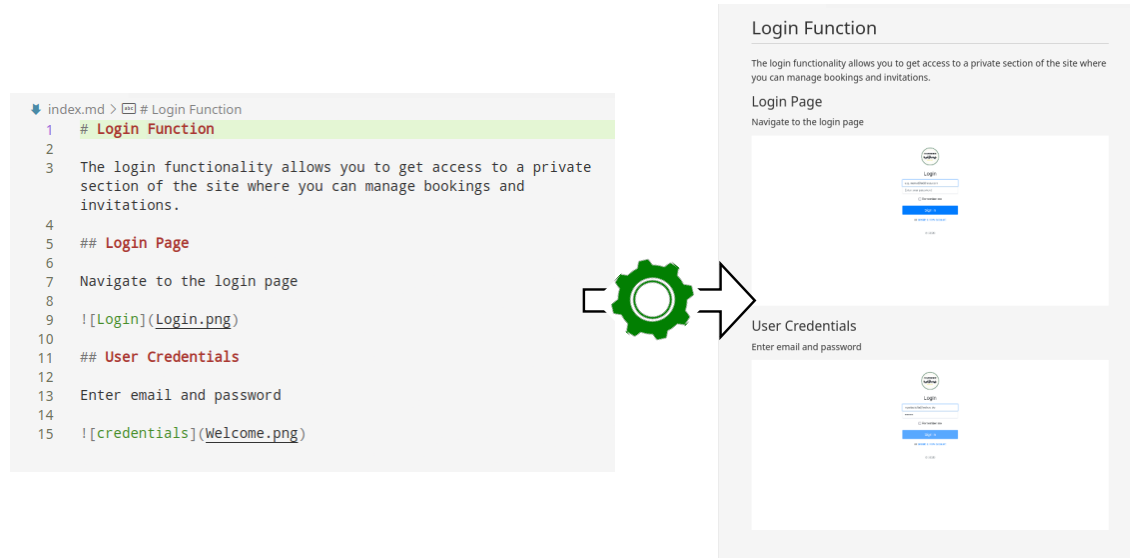 index.md > abc # Login Function
1 # Login Function
2
3 The login functionality allows you to get access to a private
section of the site where you can manage bookings and
invitations.
4
5 ## Login Page
6
7 Navigate to the login page
8
9 ![Login](Login.png)
10
11 ## User Credentials
12
13 Enter email and password
14
15 ![credentials](Welcome.png)
Login Function
The login functionality allows you to get access to a private section of the site where
you can manage bookings and invitations.
Login Page
Navigate to the login page
Login
Sign in
User Credentials
Enter email and password
Login
Sign in